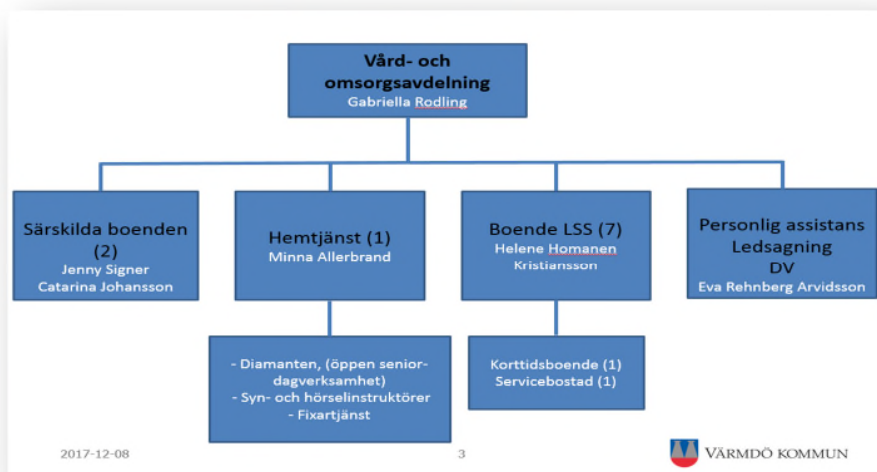 Vård- och
omsorgsavdelning
Gabriella Rodling
Särskilda boenden
(2)
Jenny Signer
Catarina Johansson
Hemtjänst (1)
Minna Allerbrand
Boende LSS (7)
Helene Homanen
Kristiansson
Personlig assistans
Ledsagning
DV
Eva Rehnberg Arvidsson
- Diamanten, (öppen senior-
dagverksamhet)
- Syn- och hörselinstruktörer
- Fixartjänst
Korttidsboende (1)
Servicebostad (1)
2017-12-08
3
VÄRMDÖ KOMMUN